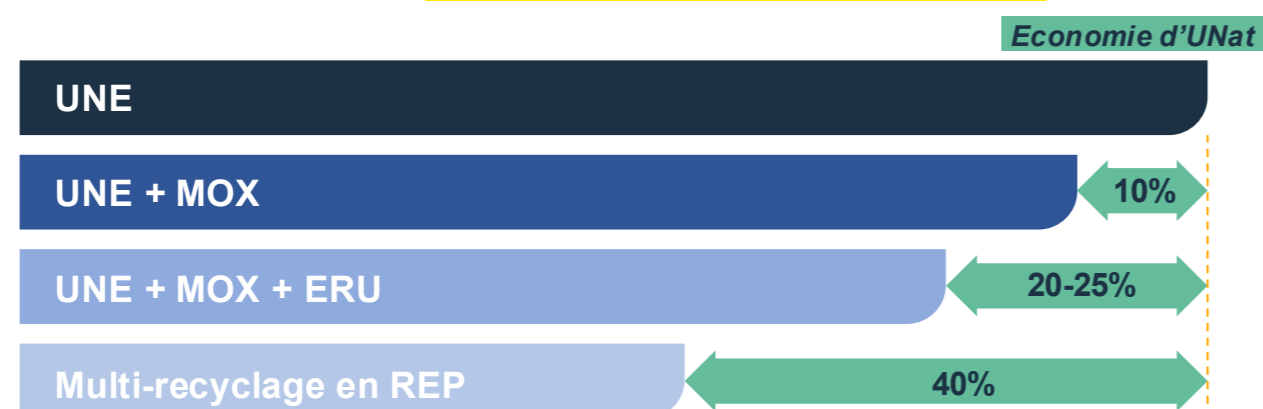 Economie d'UNat
UNE
UNE + MOX
10%
UNE + MOX + ERU
20-25%
Multi-recyclage en REP
40%